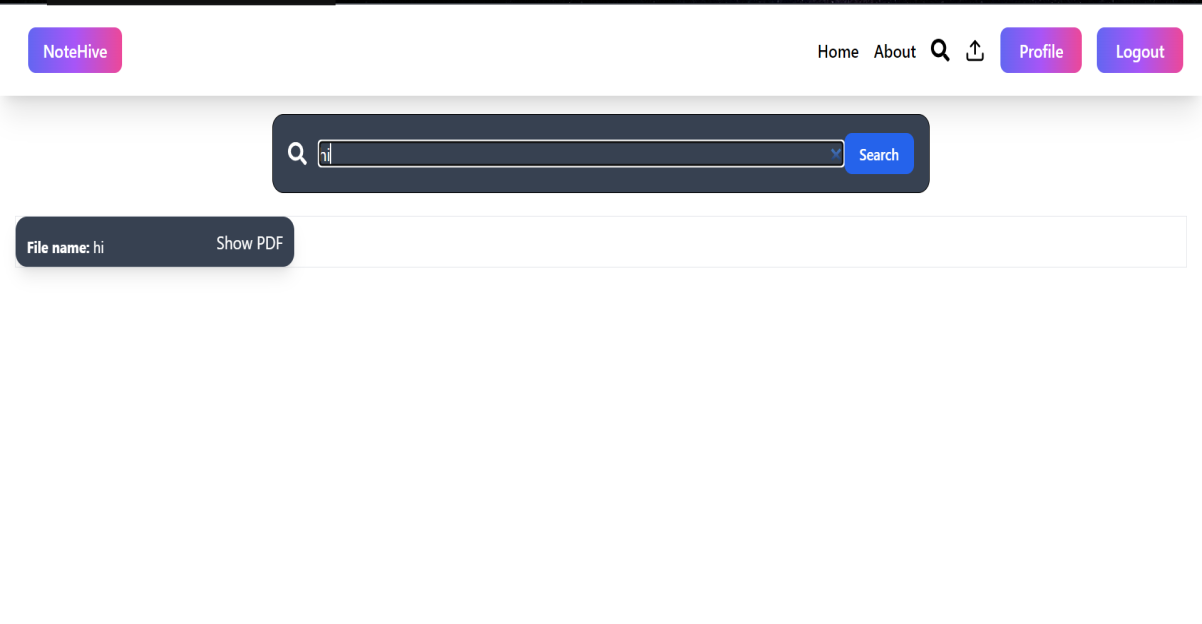 NoteHive
Home About Profile Logout
hi Search
File name: hi Show PDF